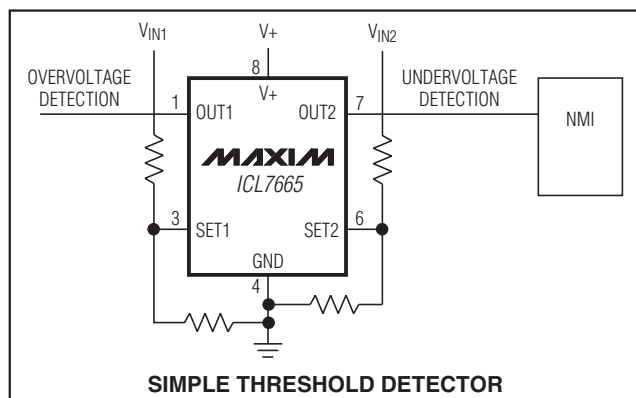 V_IN1
V+
V_IN2
OVERVOLTAGE
DETECTION
8
V+
UNDERVOLTAGE
DETECTION
1
OUT1
OUT2
7
NMI
MAXIM
ICL7665
3
SET1
SET2
6
GND
4
SIMPLE THRESHOLD DETECTOR